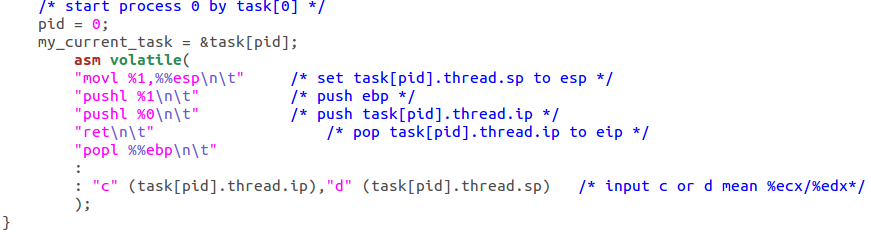 /* start process 0 by task[0] */
pid = 0;
my_current_task = &task[pid];
asm volatile(
"movl %1,%%esp\n\t" /* set task[pid].thread.sp to esp */
"pushl %1\n\t" /* push ebp */
"pushl %0\n\t" /* push task[pid].thread.ip */
"ret\n\t" /* pop task[pid].thread.ip to eip */
"popl %%ebp\n\t"
:
: "c" (task[pid].thread.ip),"d" (task[pid].thread.sp) /* input c or d mean %ecx/%edx*/
);
}